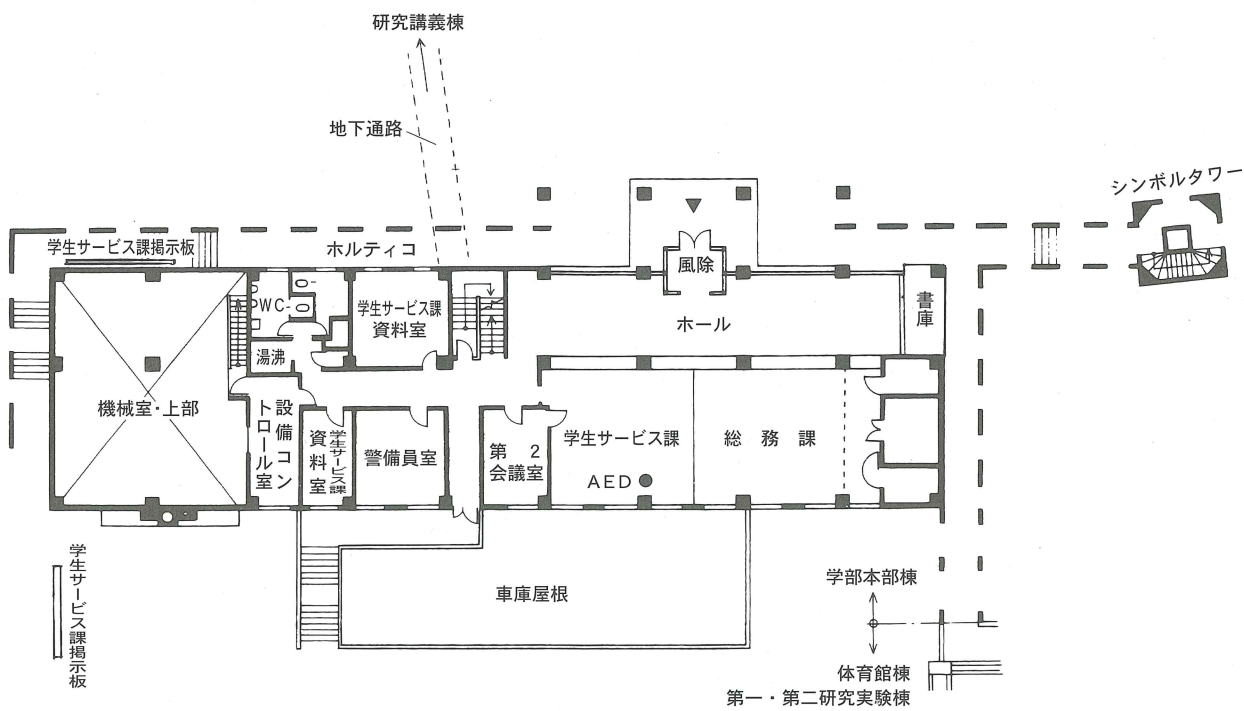 研究講義棟
地下通路
シンボルタワー
学生サービス課掲示板
ホルティコ
風除
書庫
PWC
学生サービス課
資料室
ホール
湯沸
機械室・上部
設備コン
トロール室
学生サービス課
資料室
警備員室
第2
会議室
学生サービス課
総務課
AED
学生サービス課掲示板
車庫屋根
学部本部棟
体育館棟
第一・第二研究実験棟